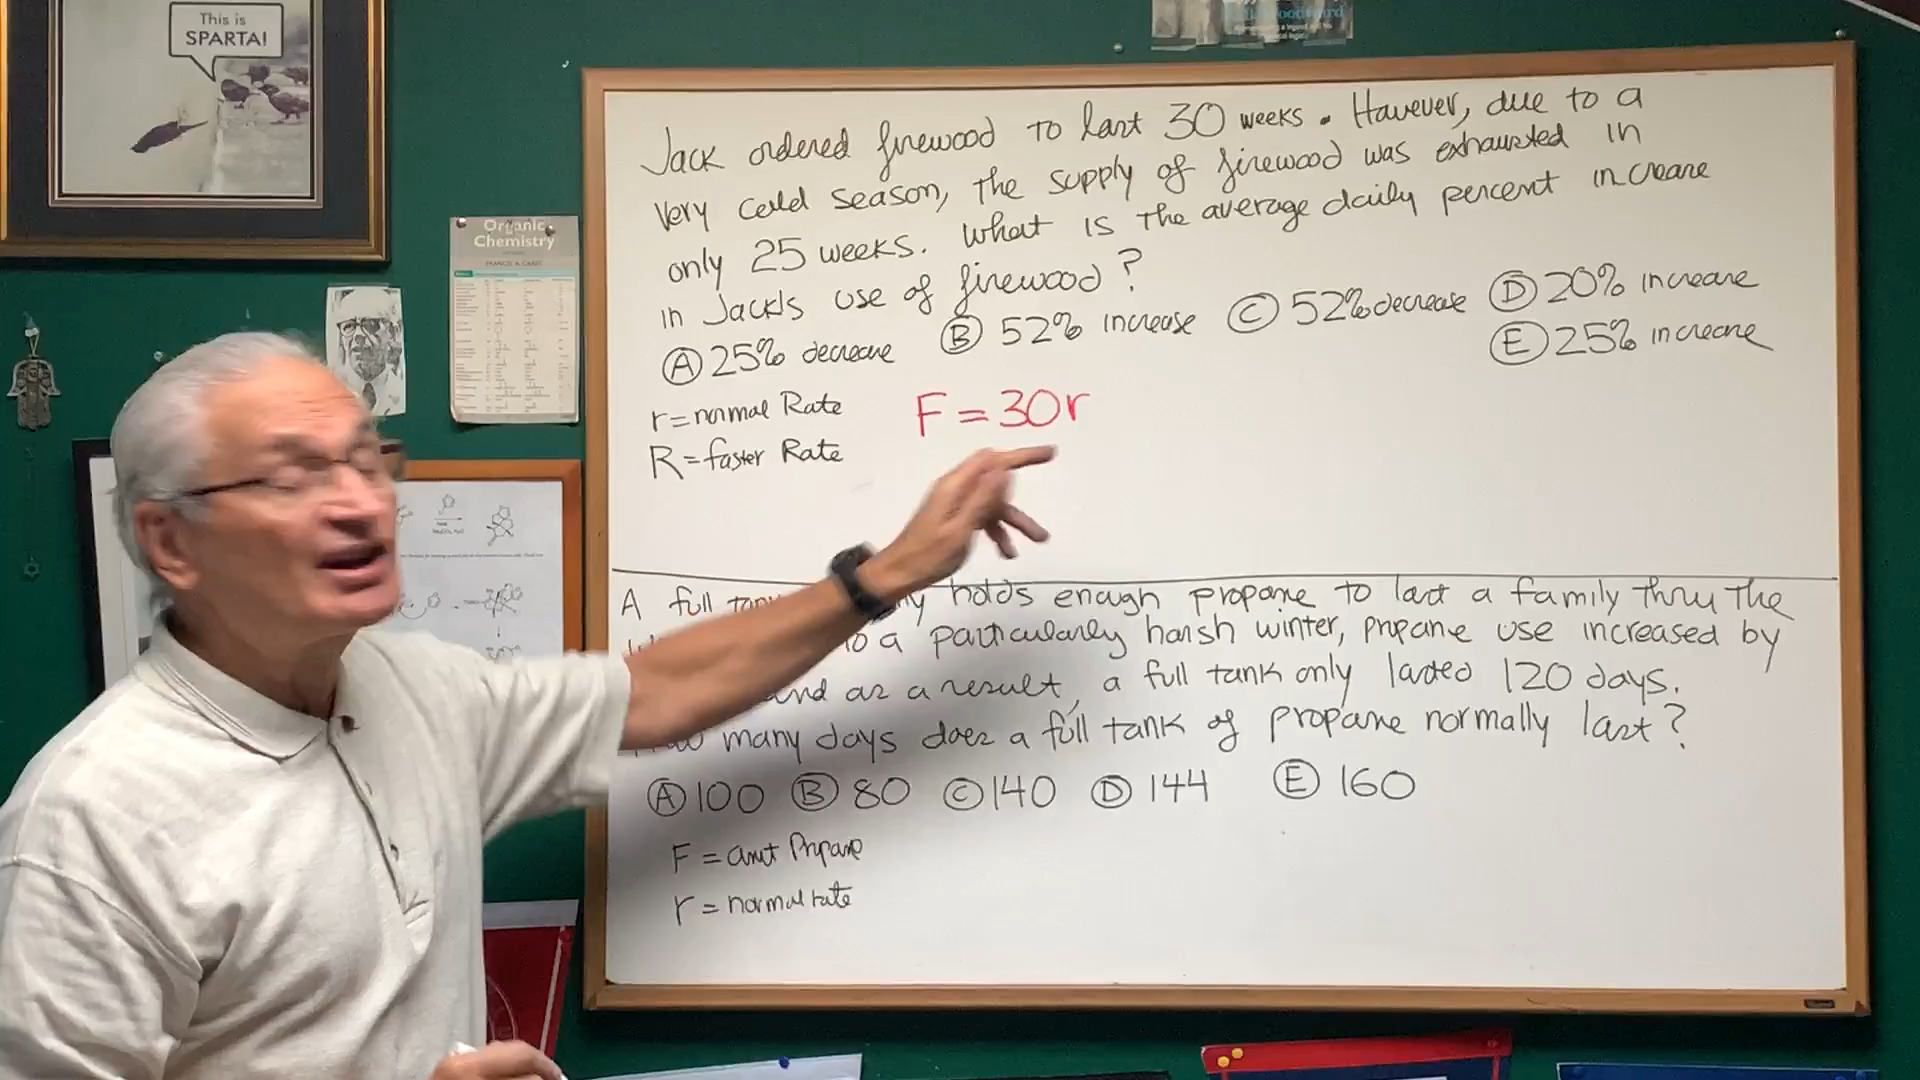 This is
SPARTA!
Organic
Chemistry
Jack ordered firewood to last 30 weeks. However, due to a
very cold season, the supply of firewood was exhausted in
only 25 weeks. What is the average daily percent increase
in Jack's use of firewood?
(A) 25% decrease (B) 52% increase (C) 52% decrease (D) 20% increase
(E) 25% increase
r = normal Rate
F = 30r
R = faster Rate
A full holds enough propane to last a family thru the
to a particularly harsh winter, propane use increased by
and as a result, a full tank only lasted 120 days.
many days does a full tank of propane normally last?
(A) 100 (B) 80 (C) 140 (D) 144 (E) 160
F = amt Propane
r = normal rate